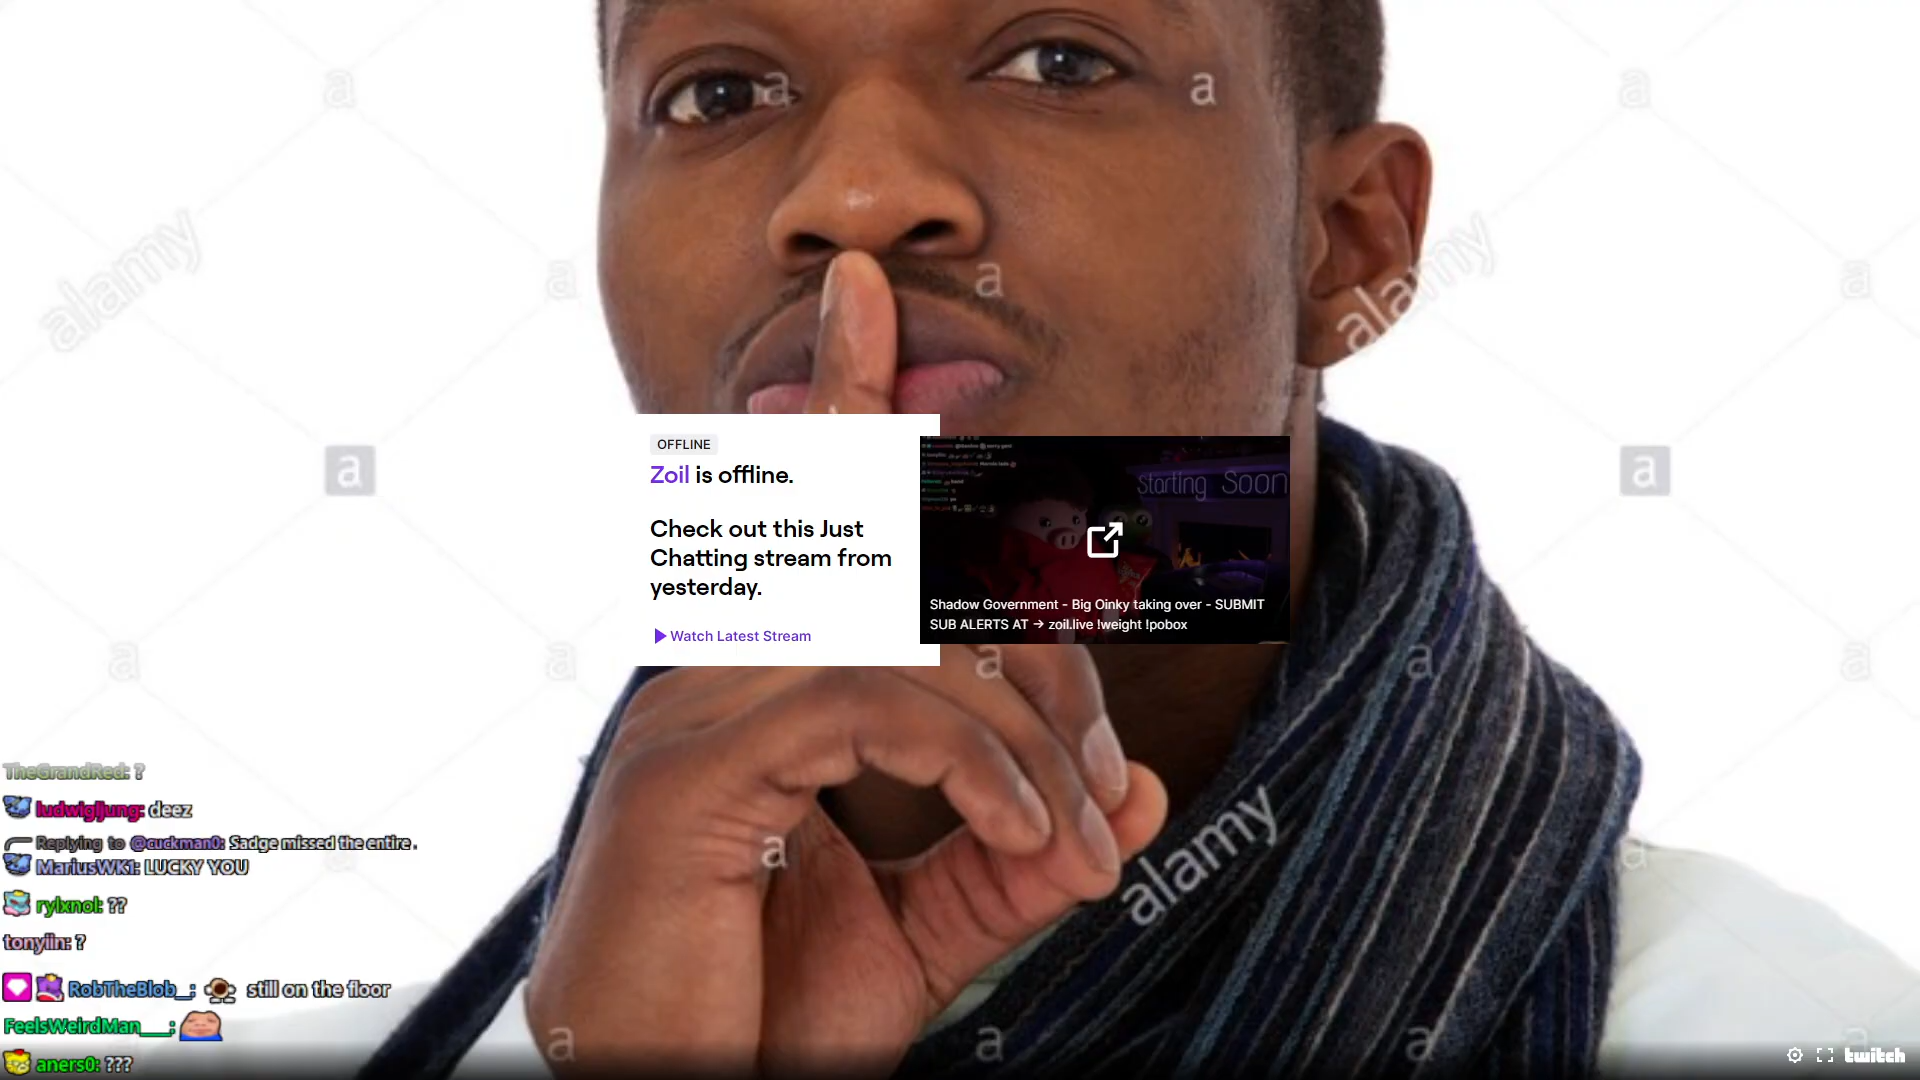 a
a
a
a
alamy
a
a
a
alamy
OFFLINE
Zoil is offline.
Check out this Just
Chatting stream from
yesterday.
Watch Latest Stream
Starting Soon
Shadow Government - Big Oinky taking over - SUBMIT
SUB ALERTS AT → zoil.live !weight !pobox
a
a
a
a
a
a
a
TheGrandRed: ?
ludwigljung: deez
Replying to @cuckman0: Sadge missed the entire.
MariusWK1: LUCKY YOU
rylxnol: ??
tonyiin: ?
RobTheBlob_: still on the floor
FeelsWeirdMan___:
aners0: ???
alamy
a
a
a
a
a
a
twitch